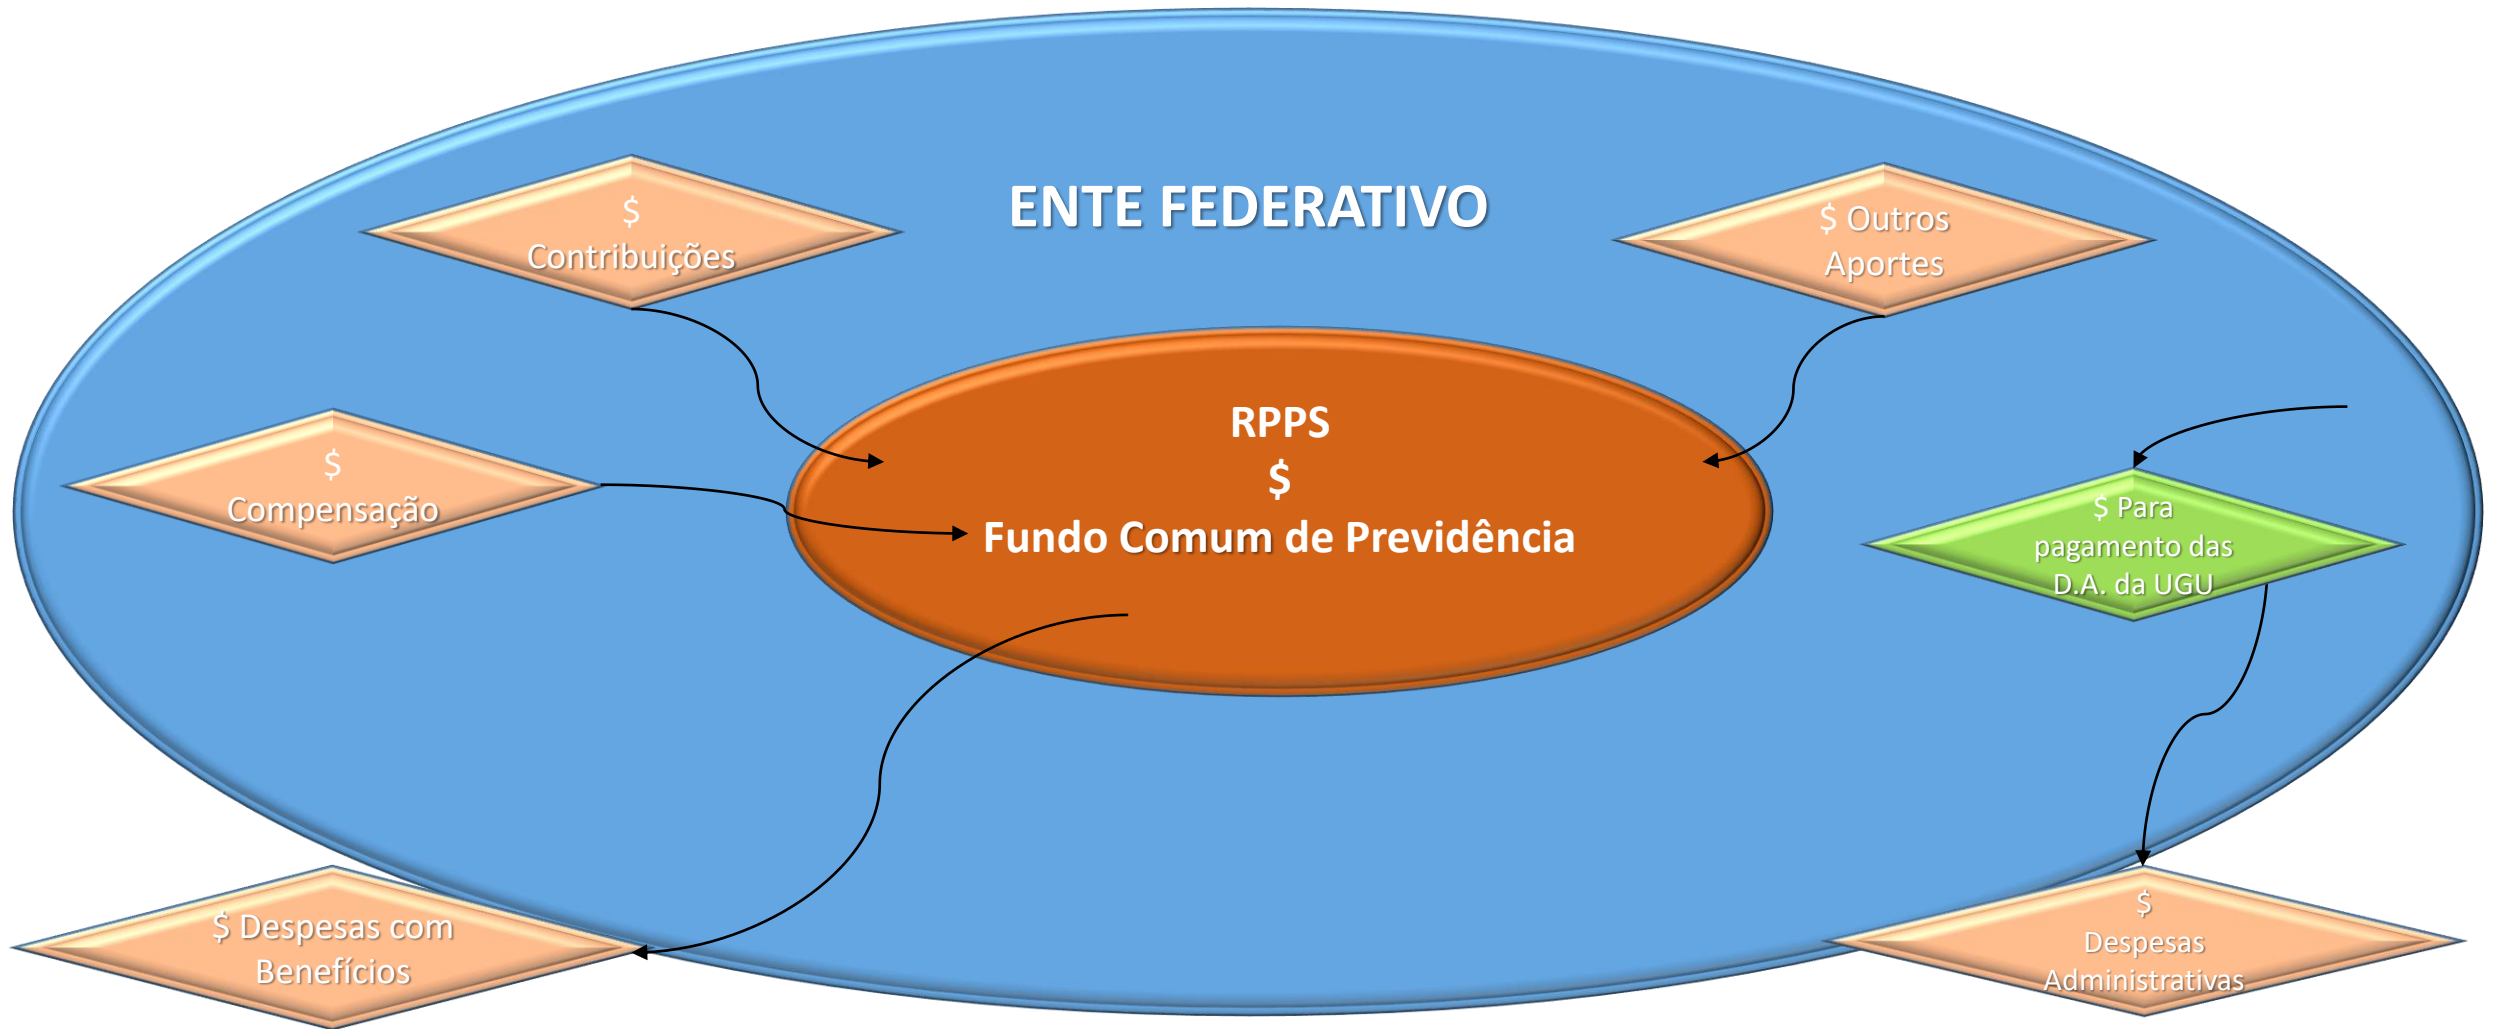 ENTE FEDERATIVO
$
Contribuições
$ Outros
Aportes
$
Compensação
RPPS
$
Fundo Comum de Previdência
$ Para
pagamento das
D.A. da UGU
$ Despesas com
Benefícios
$
Despesas
Administrativas